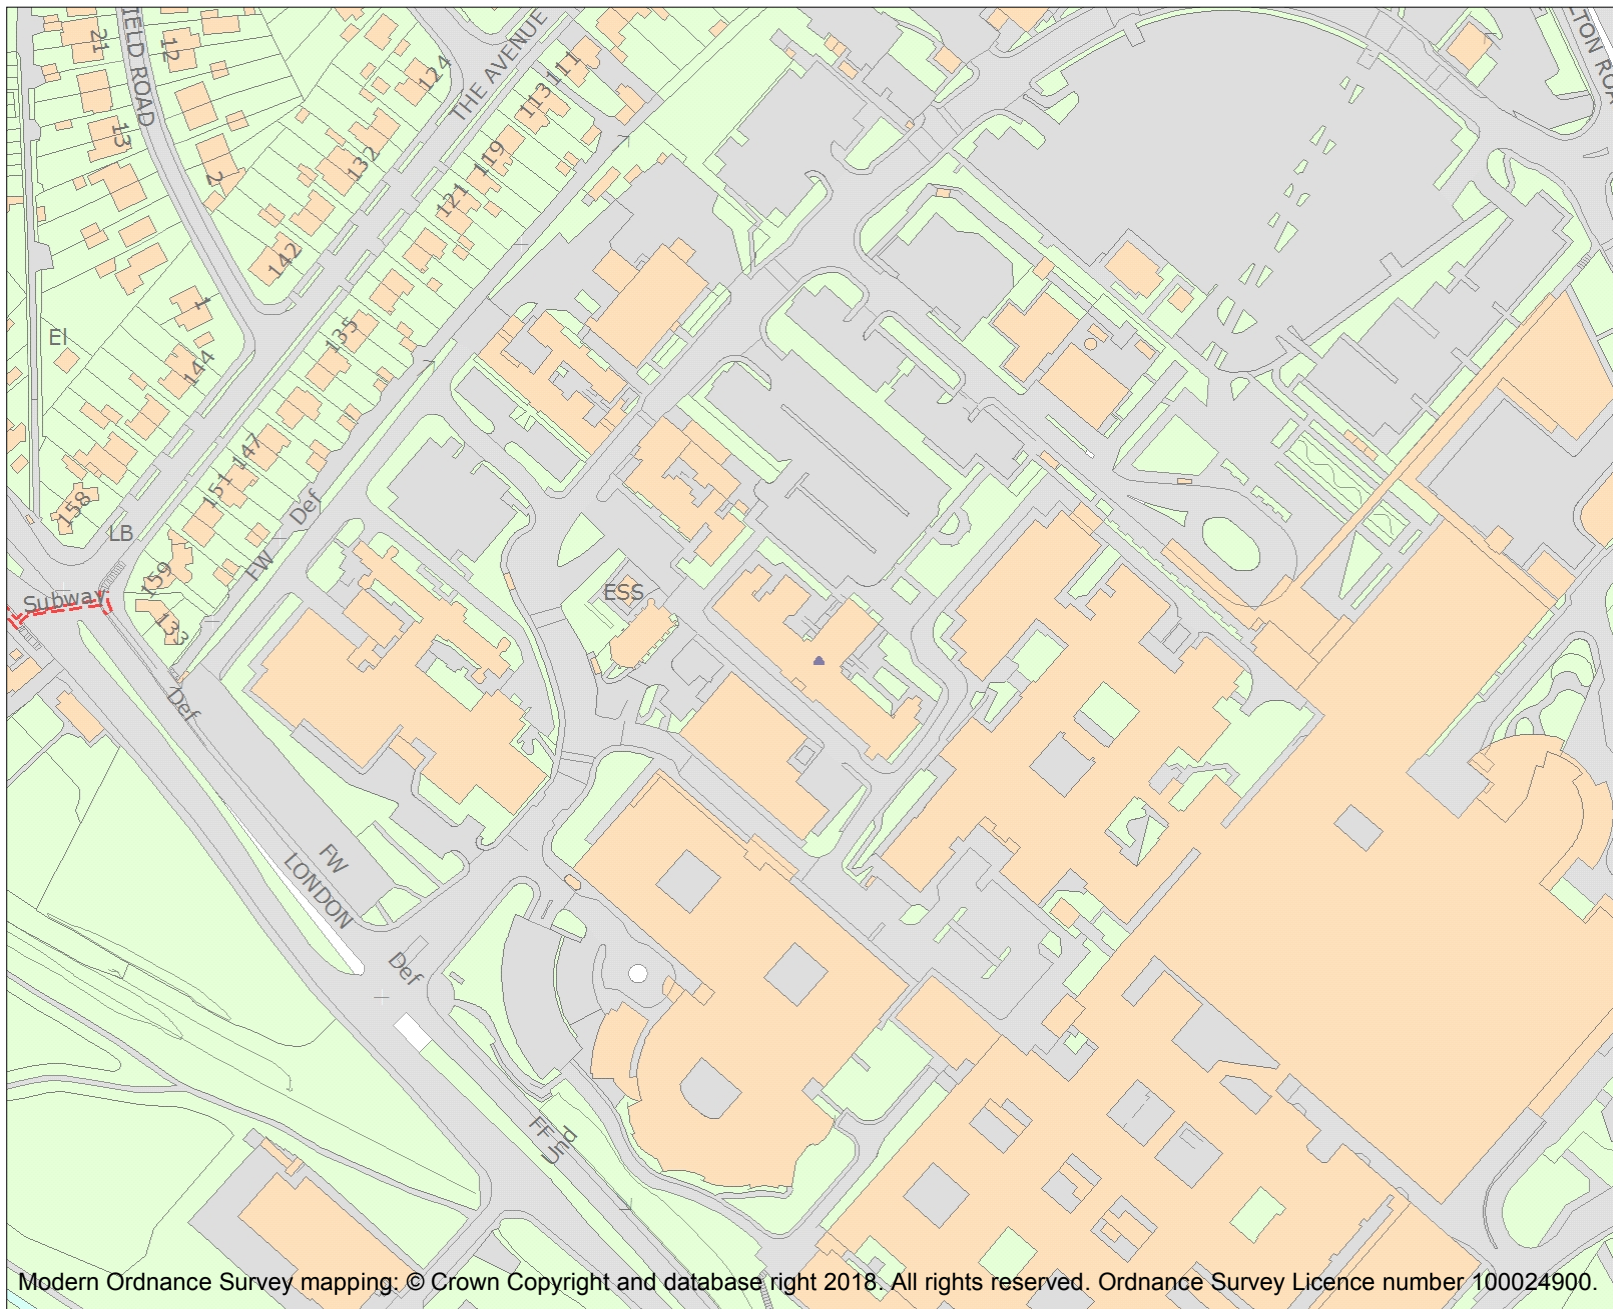 21
12
IELD ROAD
THE AVENUE
124
111
113
LTON ROA
13
2
132
119
121
142
1
El
135
144
147
151
158
LB
Def
FW
159
Subway
133
ESS
Def
FW
LONDON
Def
FF
Und
Modern Ordnance Survey mapping: © Crown Copyright and database right 2018. All rights reserved. Ordnance Survey Licence number 100024900.